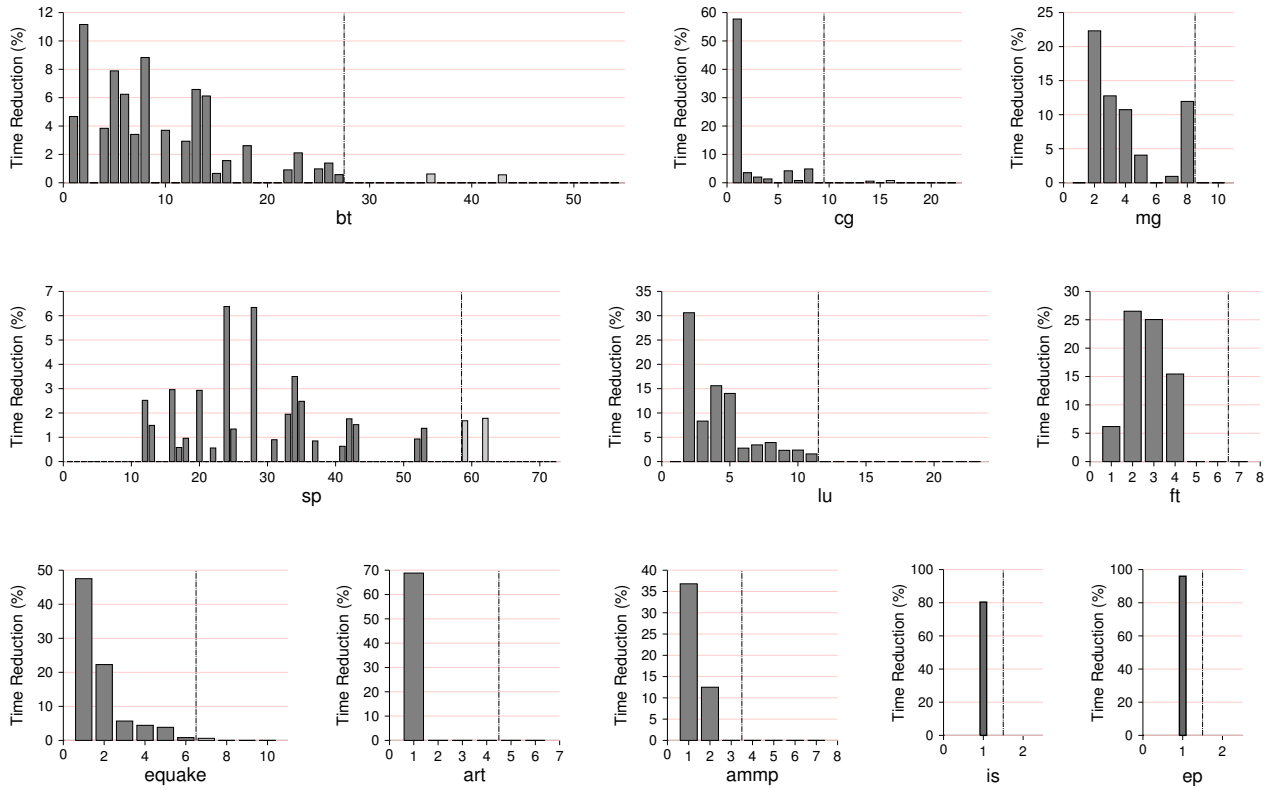 Time Reduction (%)
12
10
8
6
4
2
0
0 10 20 30 40 50
bt
Time Reduction (%)
60
50
40
30
20
10
0
0 5 10 15 20
cg
Time Reduction (%)
25
20
15
10
5
0
0 2 4 6 8 10
mg
Time Reduction (%)
7
6
5
4
3
2
1
0
0 10 20 30 40 50 60 70
sp
Time Reduction (%)
35
30
25
20
15
10
5
0
0 5 10 15 20
lu
Time Reduction (%)
30
25
20
15
10
5
0
0 1 2 3 4 5 6 7 8
ft
Time Reduction (%)
50
40
30
20
10
0
0 2 4 6 8 10
equake
Time Reduction (%)
70
60
50
40
30
20
10
0
0 1 2 3 4 5 6 7
art
Time Reduction (%)
40
35
30
25
20
15
10
5
0
0 1 2 3 4 5 6 7 8
ammp
Time Reduction (%)
100
80
60
40
20
0
0 1 2
is
Time Reduction (%)
100
80
60
40
20
0
0 1 2
ep